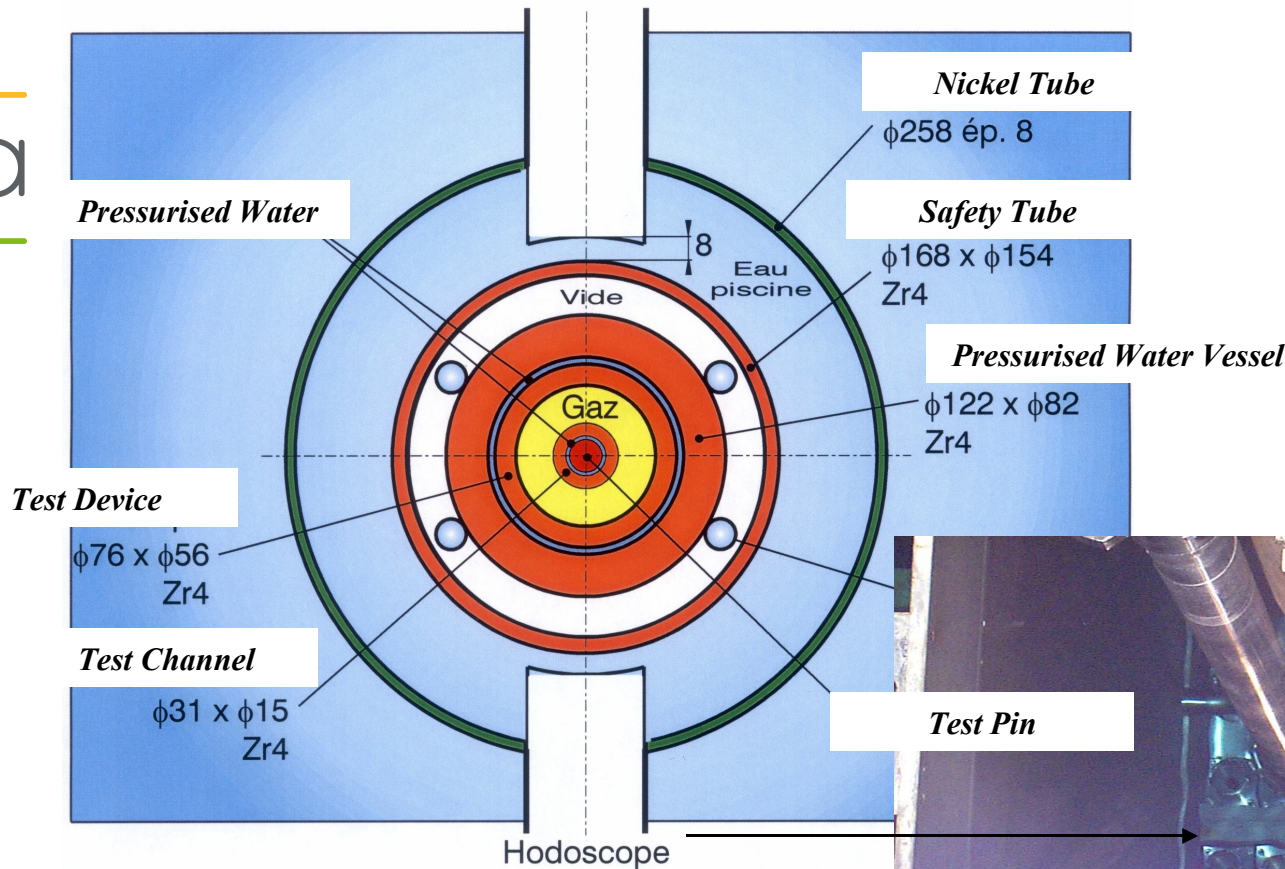 Nickel Tube
ϕ258 ép. 8
Pressurised Water
Safety Tube
ϕ168 x ϕ154
Zr4
8
Eau
piscine
Vide
Pressurised Water Vessel
ϕ122 x ϕ82
Zr4
Gaz
Test Device
ϕ76 x ϕ56
Zr4
Test Channel
ϕ31 x ϕ15
Zr4
Test Pin
Hodoscope